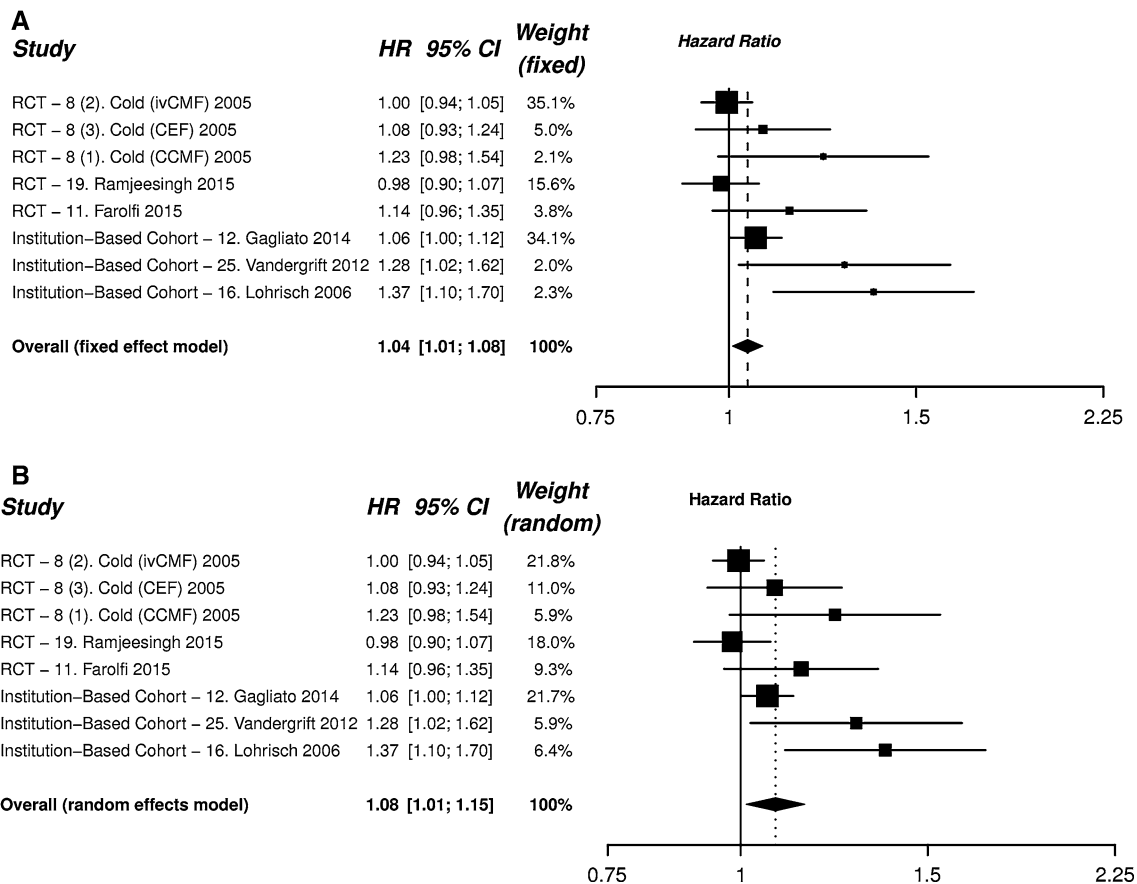 A
Study HR 95% CI Weight (fixed) Hazard Ratio
RCT − 8 (2). Cold (ivCMF) 2005 1.00 [0.94; 1.05] 35.1%
RCT − 8 (3). Cold (CEF) 2005 1.08 [0.93; 1.24] 5.0%
RCT − 8 (1). Cold (CCMF) 2005 1.23 [0.98; 1.54] 2.1%
RCT − 19. Ramjeesingh 2015 0.98 [0.90; 1.07] 15.6%
RCT − 11. Farolfi 2015 1.14 [0.96; 1.35] 3.8%
Institution−Based Cohort − 12. Gagliato 2014 1.06 [1.00; 1.12] 34.1%
Institution−Based Cohort − 25. Vandergrift 2012 1.28 [1.02; 1.62] 2.0%
Institution−Based Cohort − 16. Lohrisch 2006 1.37 [1.10; 1.70] 2.3%
Overall (fixed effect model) 1.04 [1.01; 1.08] 100%
0.75 1 1.5 2.25
B
Study HR 95% CI Weight (random) Hazard Ratio
RCT − 8 (2). Cold (ivCMF) 2005 1.00 [0.94; 1.05] 21.8%
RCT − 8 (3). Cold (CEF) 2005 1.08 [0.93; 1.24] 11.0%
RCT − 8 (1). Cold (CCMF) 2005 1.23 [0.98; 1.54] 5.9%
RCT − 19. Ramjeesingh 2015 0.98 [0.90; 1.07] 18.0%
RCT − 11. Farolfi 2015 1.14 [0.96; 1.35] 9.3%
Institution−Based Cohort − 12. Gagliato 2014 1.06 [1.00; 1.12] 21.7%
Institution−Based Cohort − 25. Vandergrift 2012 1.28 [1.02; 1.62] 5.9%
Institution−Based Cohort − 16. Lohrisch 2006 1.37 [1.10; 1.70] 6.4%
Overall (random effects model) 1.08 [1.01; 1.15] 100%
0.75 1 1.5 2.25